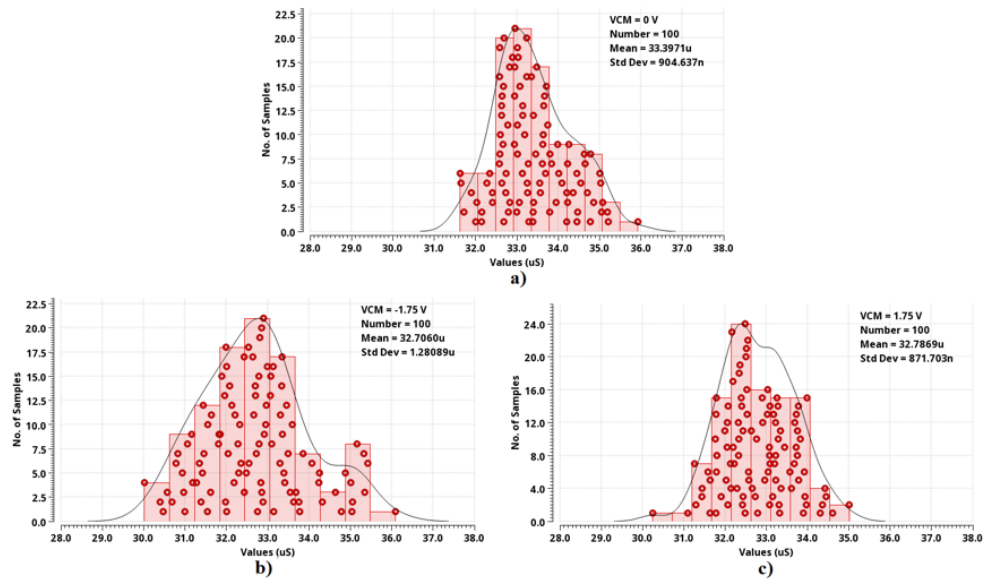 VCM = 0 V
Number = 100
Mean = 33.3971u
Std Dev = 904.637n
No. of Samples
22.5
20.0
17.5
15.0
12.5
10.0
7.5
5.0
2.5
0.0
28.0 29.0 30.0 31.0 32.0 33.0 34.0 35.0 36.0 37.0 38.0
Values (uS)
a)
VCM = -1.75 V
Number = 100
Mean = 32.7060u
Std Dev = 1.28089u
No. of Samples
22.5
20.0
17.5
15.0
12.5
10.0
7.5
5.0
2.5
0.0
28.0 29.0 30.0 31.0 32.0 33.0 34.0 35.0 36.0 37.0 38.0
Values (uS)
b)
VCM = 1.75 V
Number = 100
Mean = 32.7869u
Std Dev = 871.703n
No. of Samples
24.0
20.0
16.0
12.0
8.0
4.0
0.0
28.0 29.0 30.0 31.0 32.0 33.0 34.0 35.0 36.0 37.0 38.0
Values (uS)
c)